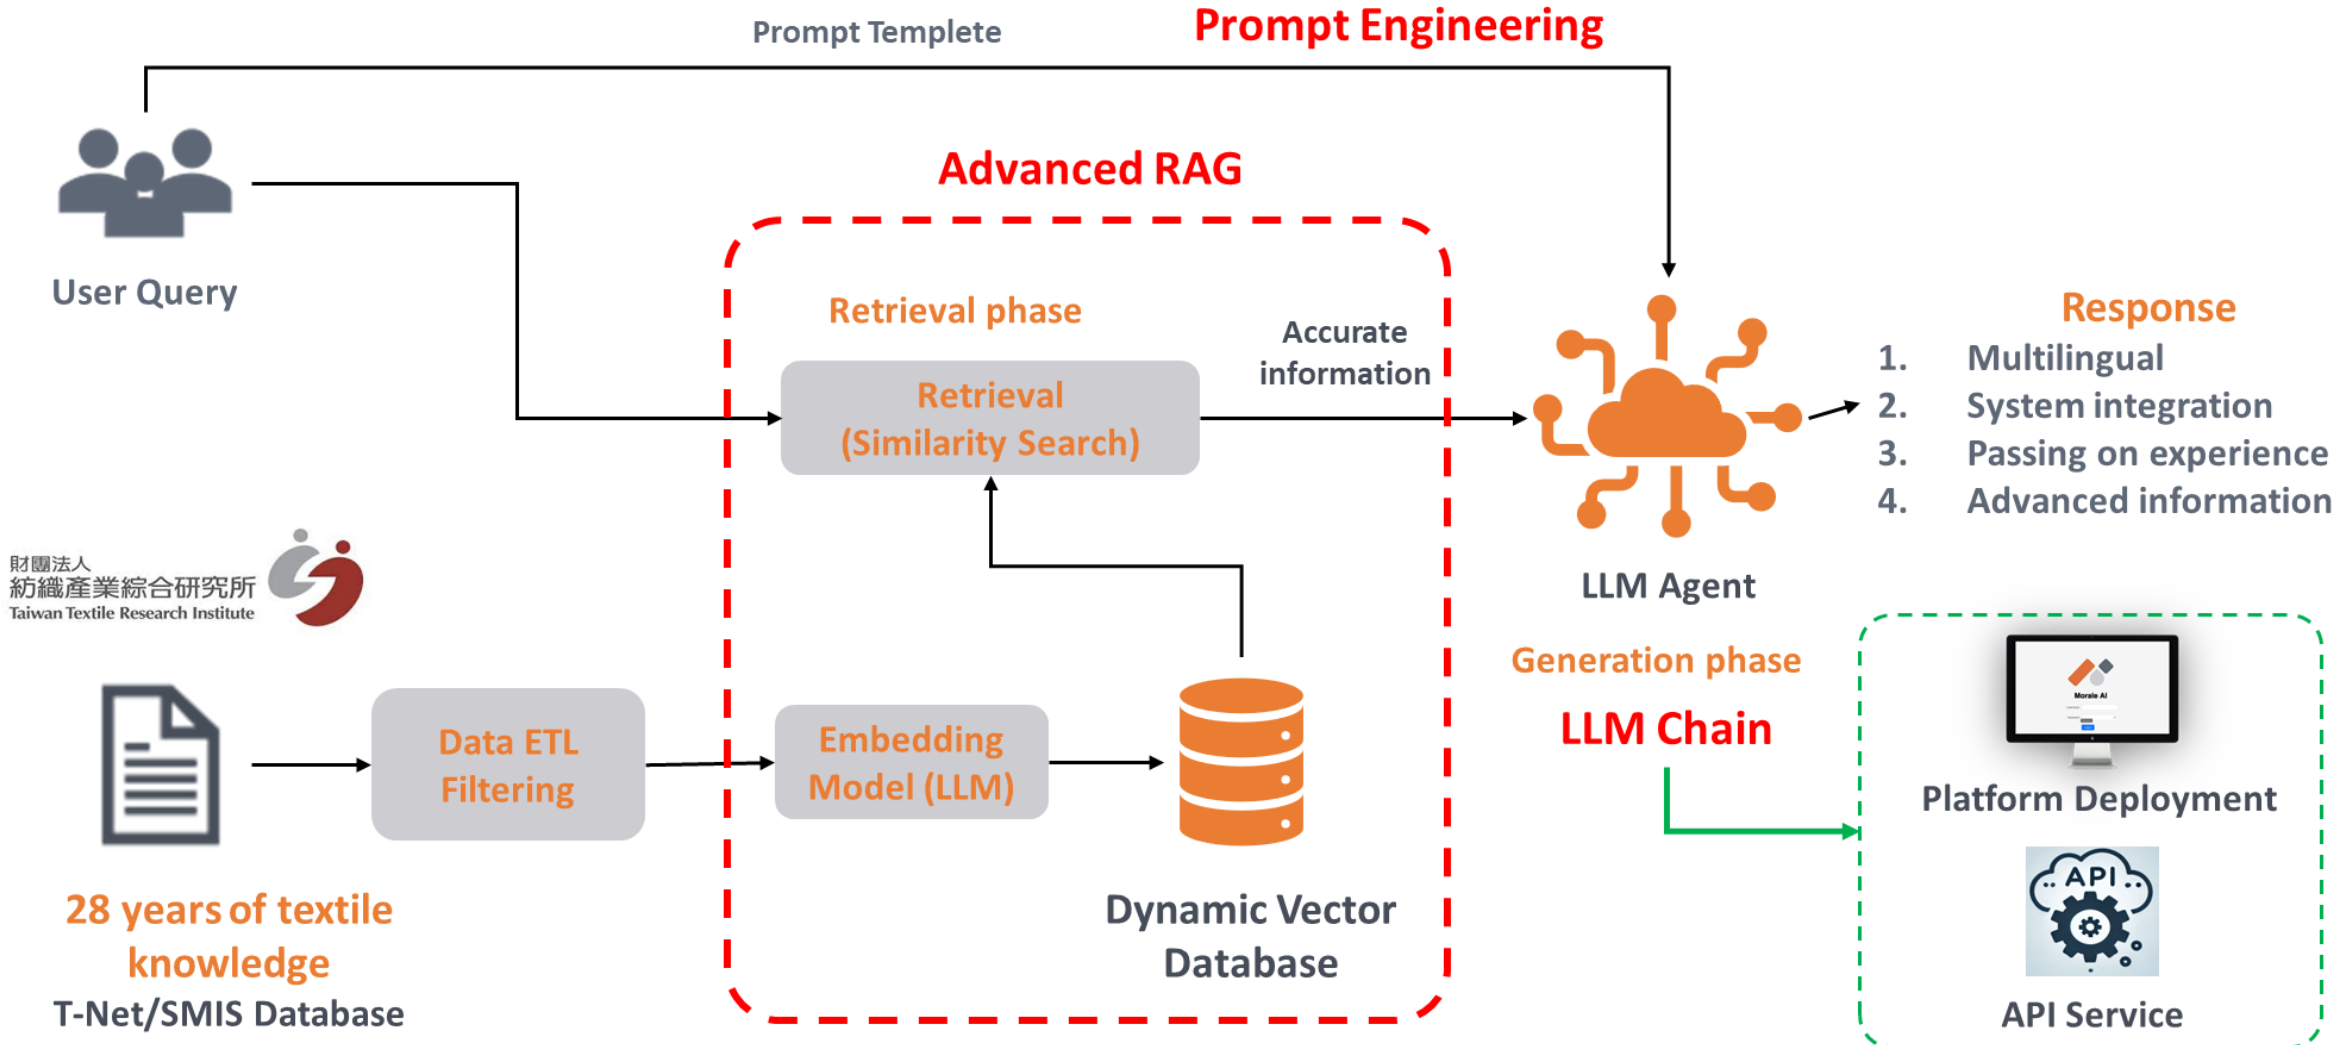 Prompt Templete
Prompt Engineering
User Query
Advanced RAG
Retrieval phase
Retrieval
(Similarity Search)
Accurate
information
LLM Agent
Response
1. Multilingual
2. System integration
3. Passing on experience
4. Advanced information
財團法人
紡織產業綜合研究所
Taiwan Textile Research Institute
28 years of textile
knowledge
T-Net/SMIS Database
Data ETL
Filtering
Embedding
Model (LLM)
Dynamic Vector
Database
Generation phase
LLM Chain
Morale AI
Platform Deployment
API
API Service